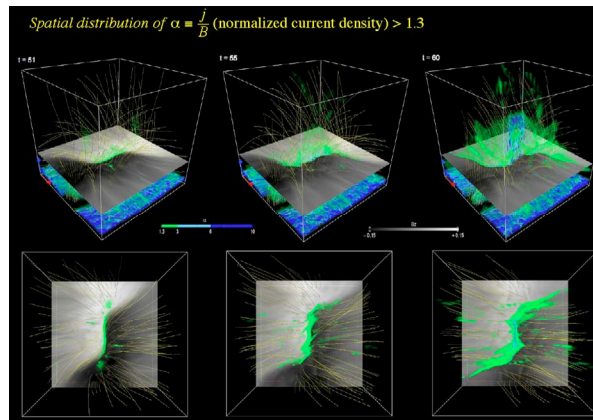 Spatial distribution of α ≡ j/B (normalized current density) > 1.3
t = 51
t = 55
t = 60
α
1.3 3 6 10
Bz
-0.15 +0.15